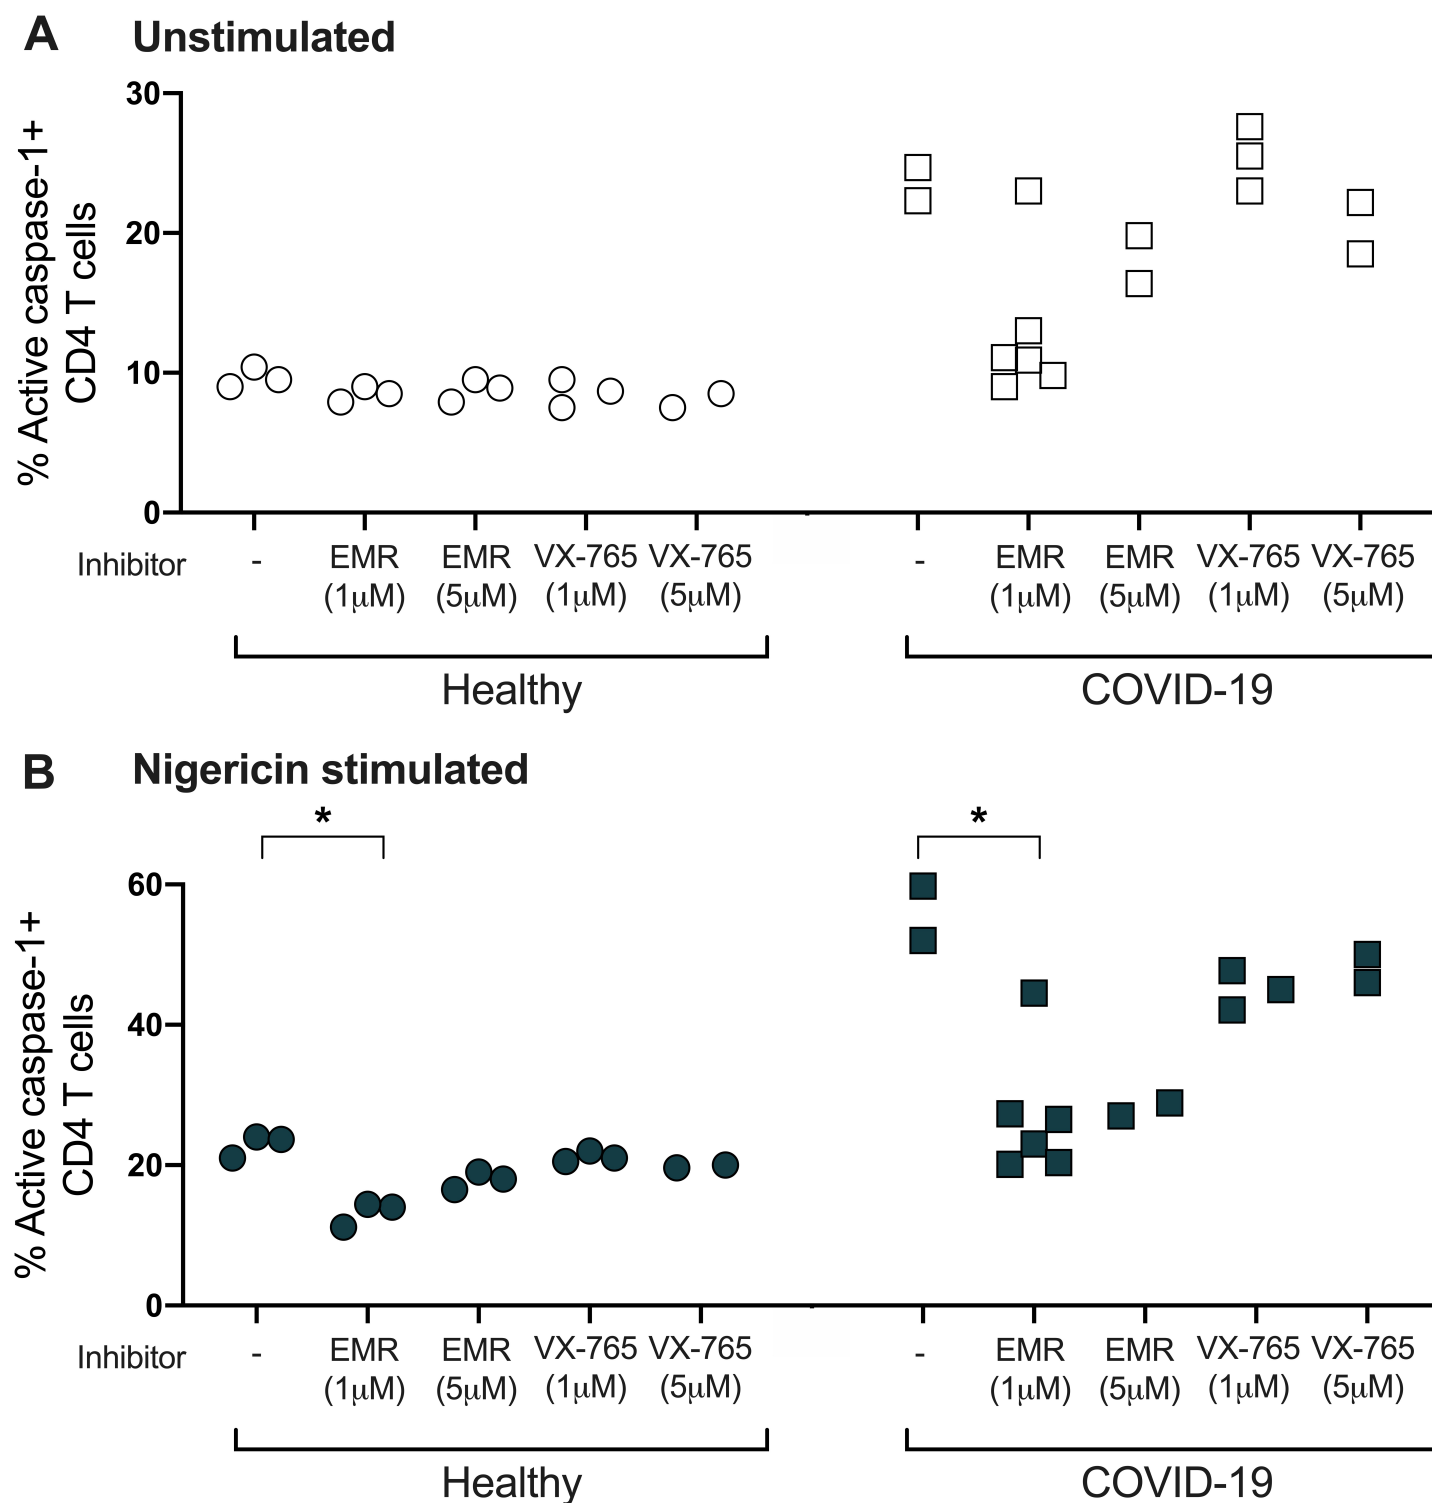 A Unstimulated
% Active caspase-1+
CD4 T cells
30
20
10
0
Inhibitor - EMR EMR VX-765 VX-765 - EMR EMR VX-765 VX-765
(1μM) (5μM) (1μM) (5μM) (1μM) (5μM) (1μM) (5μM)
Healthy COVID-19
B Nigericin stimulated
* *
% Active caspase-1+
CD4 T cells
60
40
20
0
Inhibitor - EMR EMR VX-765 VX-765 - EMR EMR VX-765 VX-765
(1μM) (5μM) (1μM) (5μM) (1μM) (5μM) (1μM) (5μM)
Healthy COVID-19